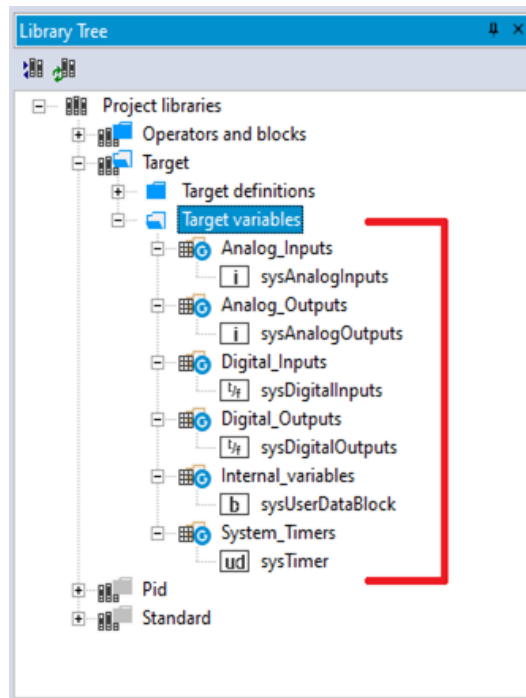 Library Tree
Project libraries
Operators and blocks
Target
Target definitions
Target variables
G Analog_Inputs
i sysAnalogInputs
G Analog_Outputs
i sysAnalogOutputs
G Digital_Inputs
t/f sysDigitalInputs
G Digital_Outputs
t/f sysDigitalOutputs
G Internal_variables
b sysUserDataBlock
G System_Timers
ud sysTimer
Pid
Standard